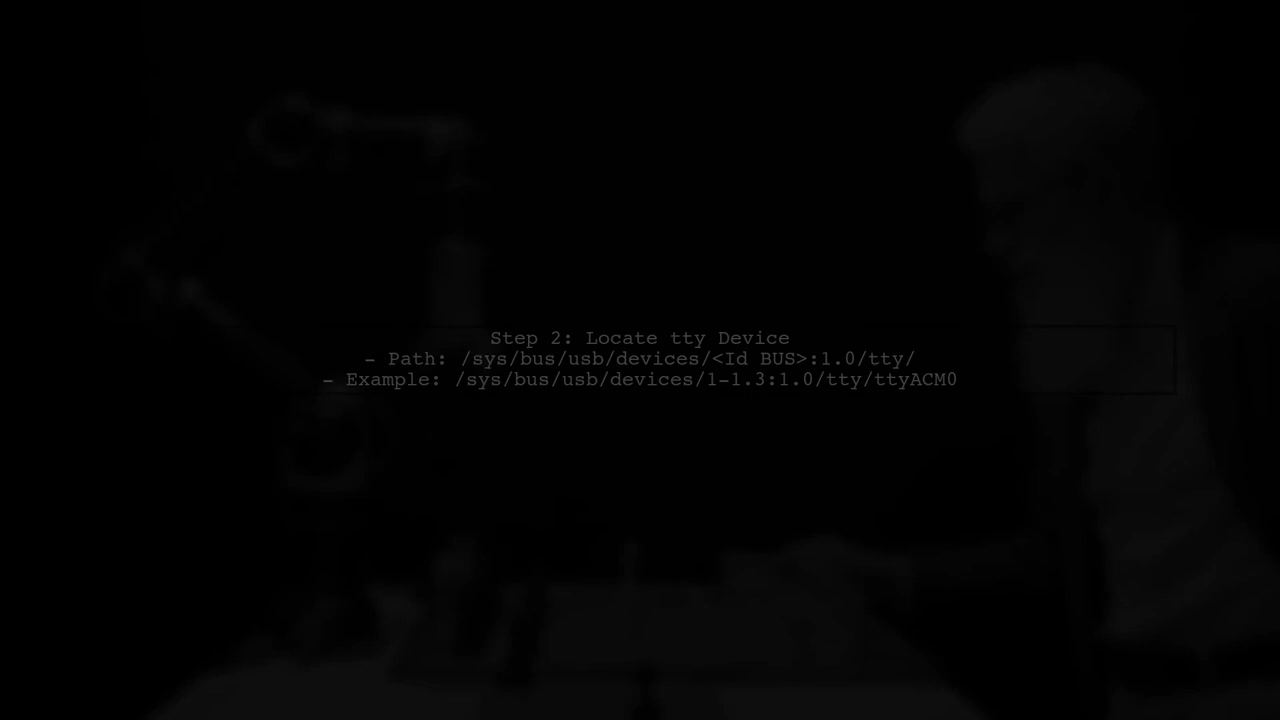 Step 2: Locate tty Device
- Path: /sys/bus/usb/devices/<Id BUS>:1.0/tty/
- Example: /sys/bus/usb/devices/1-1.3:1.0/tty/ttyACM0